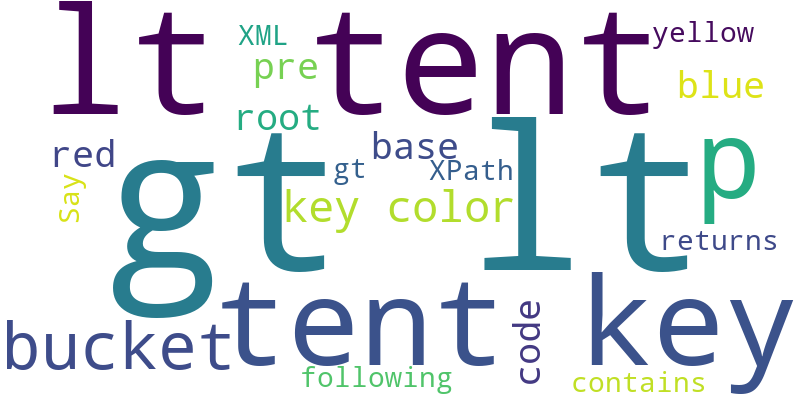 lt tent
XML
yellow
pre
blue
root
red
base
p
gt lt
gt
XPath
Say
key color
returns
tent key
bucket
code
following
contains